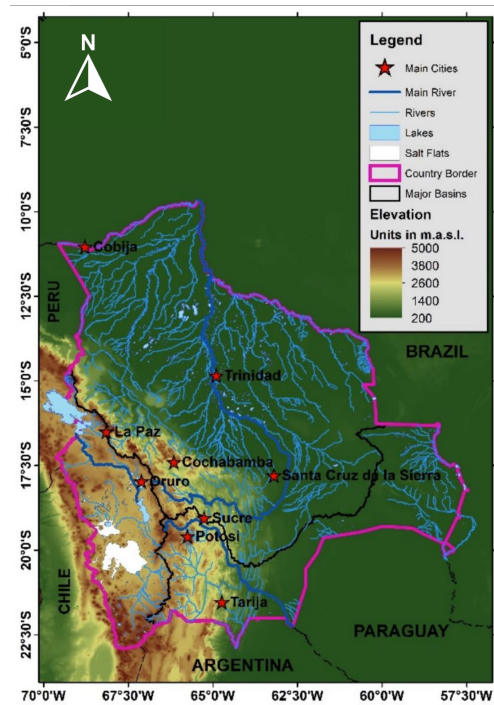 N
Legend
Main Cities
Main River
Rivers
Lakes
Salt Flats
Country Border
Major Basins
Elevation
Units in m.a.s.l.
5000
3800
2600
1400
200
5°0'S
7°30'S
10°0'S
12°30'S
15°0'S
17°30'S
20°0'S
22°30'S
Cobija
PERU
BRAZIL
Trinidad
La Paz
Cochabamba
Oruro
Santa Cruz de la Sierra
Sucre
Potosi
CHILE
Tarija
PARAGUAY
ARGENTINA
70°0'W 67°30'W 65°0'W 62°30'W 60°0'W 57°30'W